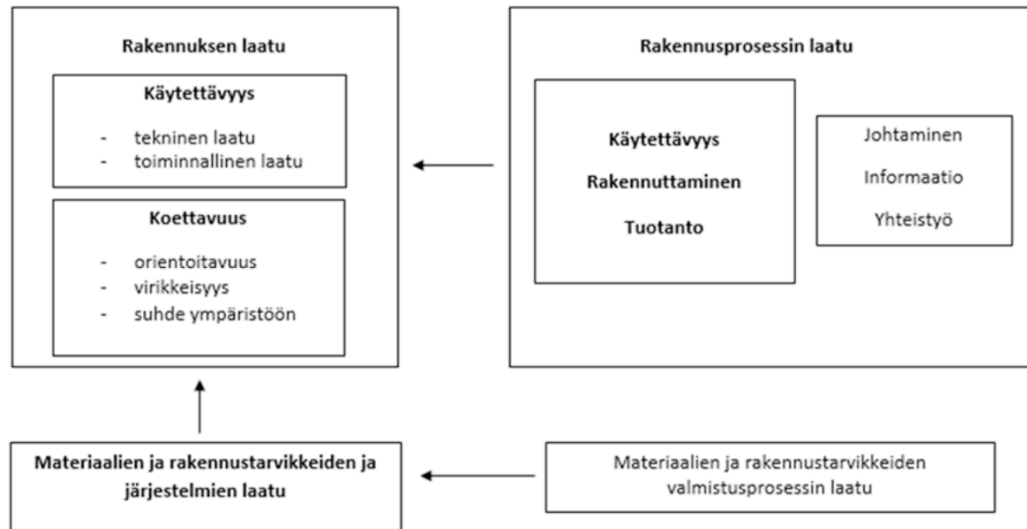 Rakennuksen laatu
Käytettävyys
- tekninen laatu
- toiminnallinen laatu
Koettavuus
- orientoitavuus
- virikkeisyys
- suhde ympäristöön
Rakennusprosessin laatu
Käytettävyys
Rakennuttaminen
Tuotanto
Johtaminen
Informaatio
Yhteistyö
Materiaalien ja rakennustarvikkeiden ja
järjestelmien laatu
Materiaalien ja rakennustarvikkeiden
valmistusprosessin laatu